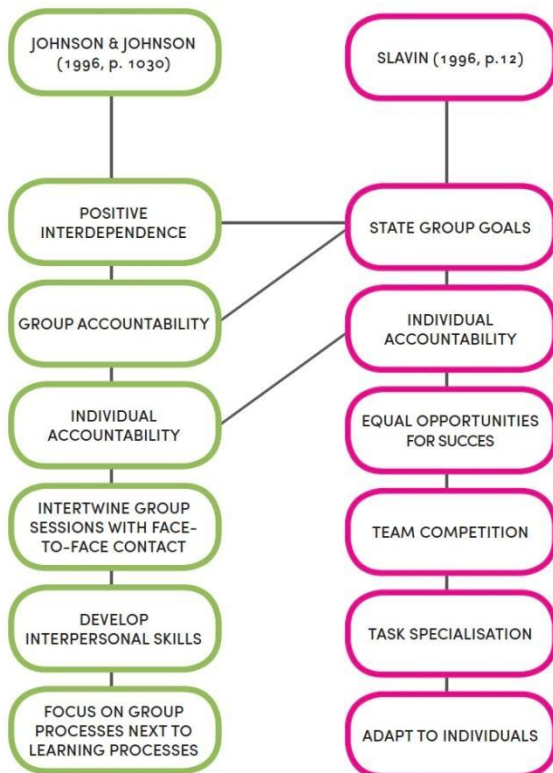 JOHNSON & JOHNSON
(1996, p. 1030)
POSITIVE
INTERDEPENDENCE
GROUP ACCOUNTABILITY
INDIVIDUAL
ACCOUNTABILITY
INTERTWINE GROUP
SESSIONS WITH FACE-
TO-FACE CONTACT
DEVELOP
INTERPERSONAL SKILLS
FOCUS ON GROUP
PROCESSES NEXT TO
LEARNING PROCESSES
SLAVIN (1996, p.12)
STATE GROUP GOALS
INDIVIDUAL
ACCOUNTABILITY
EQUAL OPPORTUNITIES
FOR SUCCES
TEAM COMPETITION
TASK SPECIALISATION
ADAPT TO INDIVIDUALS